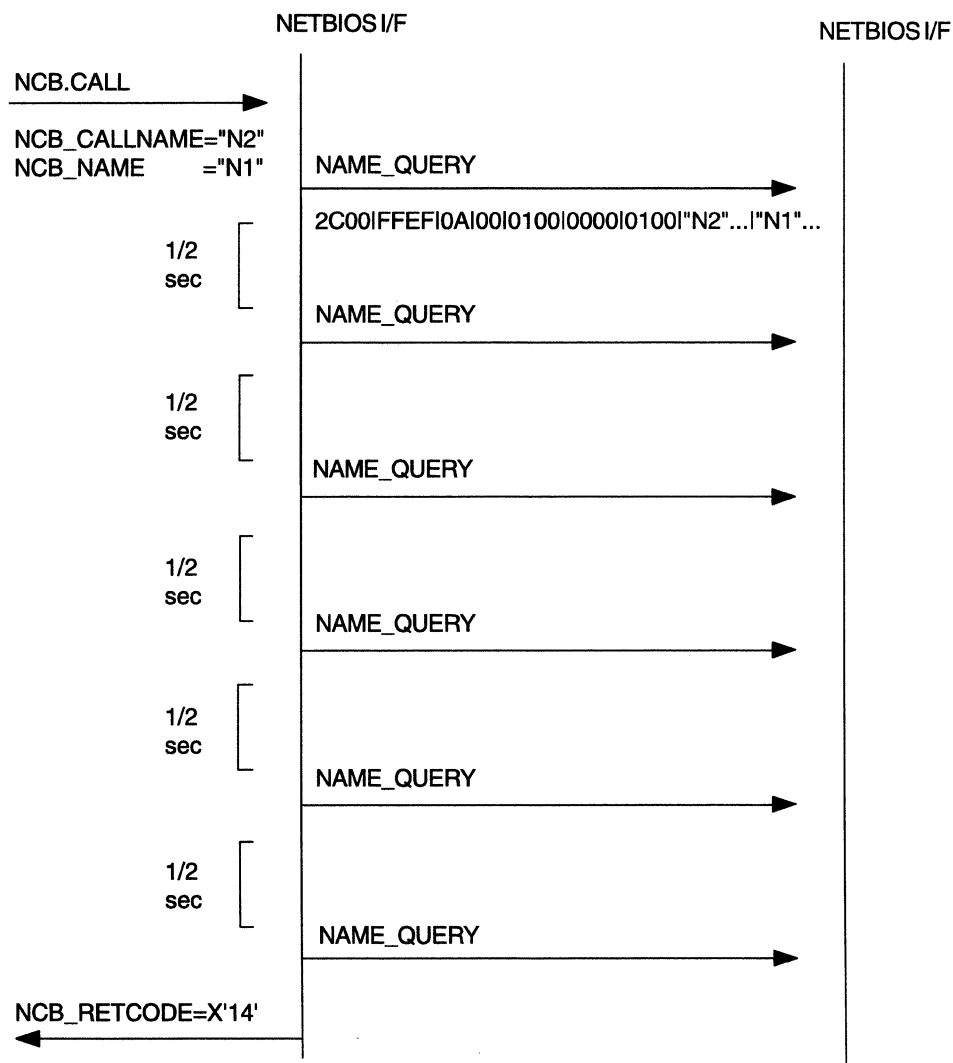 NETBIOS I/F
NETBIOS I/F
NCB.CALL
NCB_CALLNAME="N2"
NCB_NAME ="N1"
NAME_QUERY
2C00|FFEF|0A|00|0100|0000|0100|"N2"...|"N1"...
1/2
sec
NAME_QUERY
1/2
sec
NAME_QUERY
1/2
sec
NAME_QUERY
1/2
sec
NAME_QUERY
1/2
sec
NAME_QUERY
NCB_RETCODE=X'14'